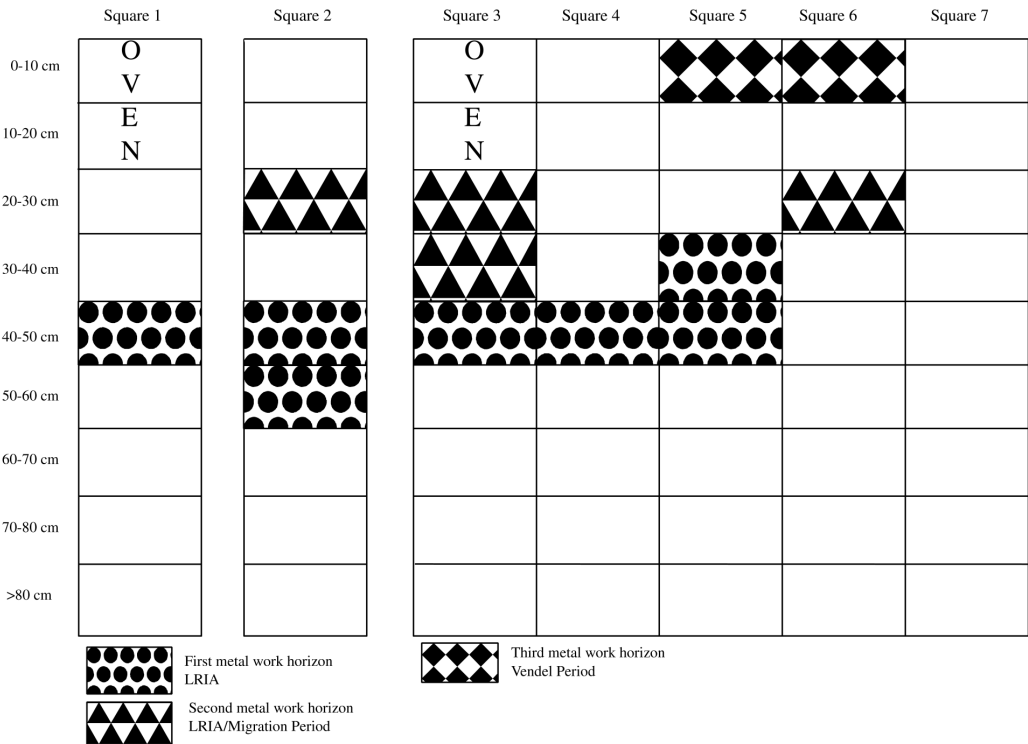 Square 1 Square 2 Square 3 Square 4 Square 5 Square 6 Square 7
0-10 cm
O
V
O
V
10-20 cm
E
N
E
N
20-30 cm
30-40 cm
40-50 cm
50-60 cm
60-70 cm
70-80 cm
>80 cm
First metal work horizon
LRIA
Second metal work horizon
LRIA/Migration Period
Third metal work horizon
Vendel Period